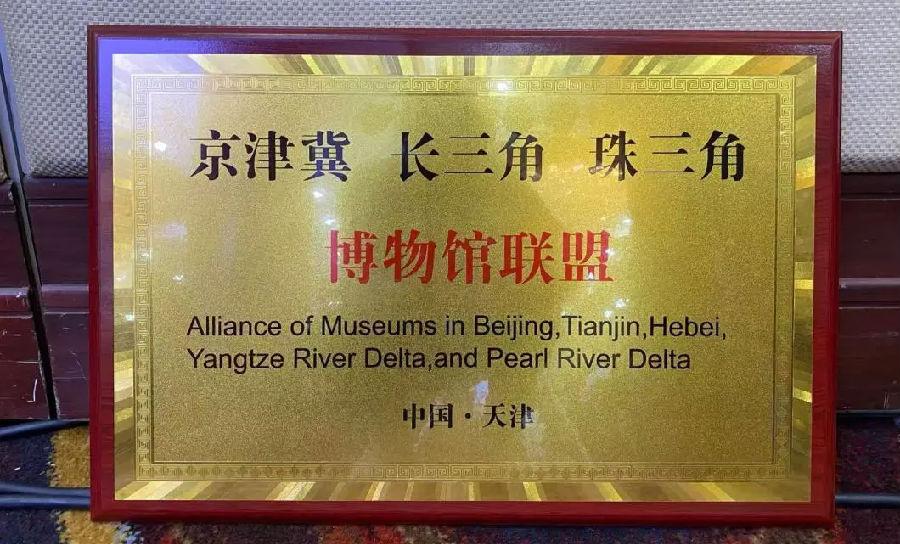 京津冀 长三角 珠三角
博物馆联盟
Alliance of Museums in Beijing,Tianjin,Hebei,
Yangtze River Delta,and Pearl River Delta
中国·天津